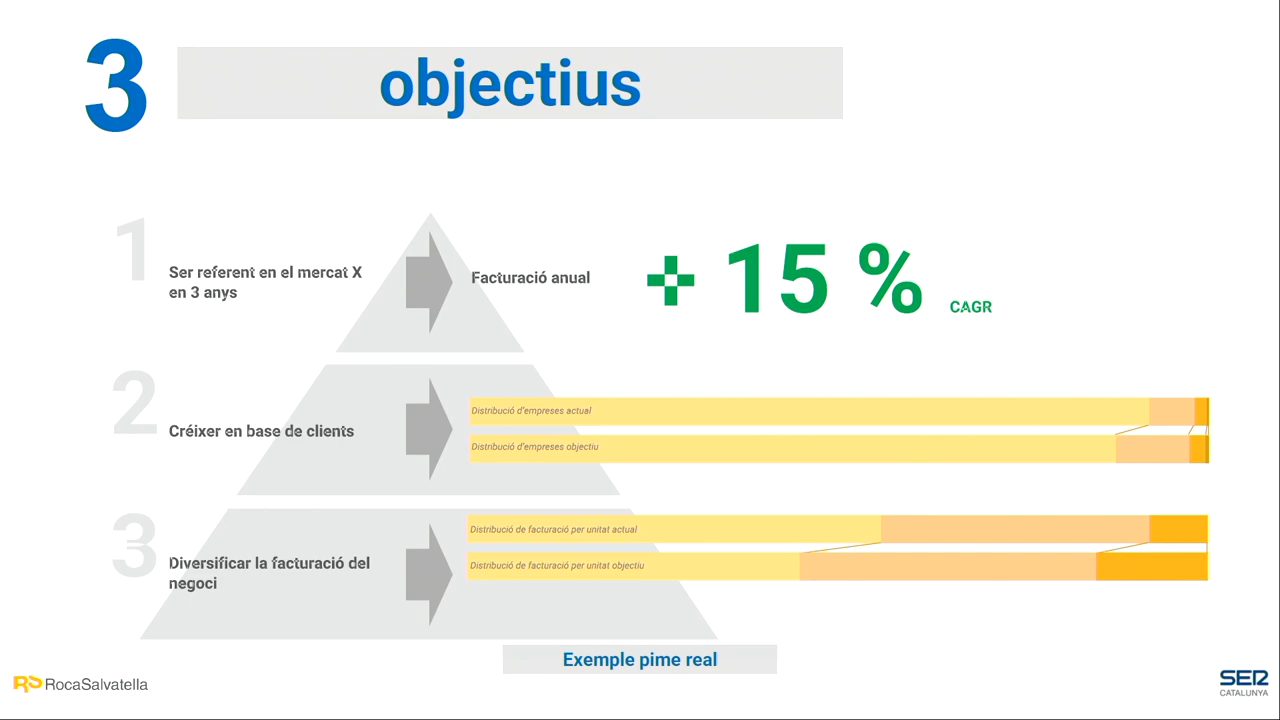 3
objectius
1
Ser referent en el mercat X
en 3 anys
Facturació anual
+ 15 %
CAGR
2
Créixer en base de clients
Distribució d'empreses actual
Distribució d'empreses objectiu
3
Diversificar la facturació del
negoci
Distribució de facturació per unitat actual
Distribució de facturació per unitat objectiu
Exemple pime real
RS RocaSalvatella
SER
CATALUNYA